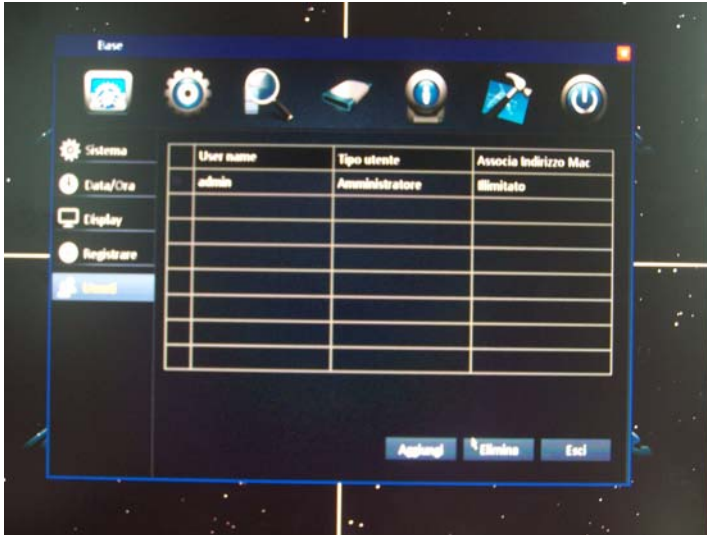 Base
Sistema
Data/Ora
Display
Registrare
Utenti
User name Tipo utente Associa Indirizzo Mac
admin Amministratore Illimitato
Aggiungi Elimina Esci